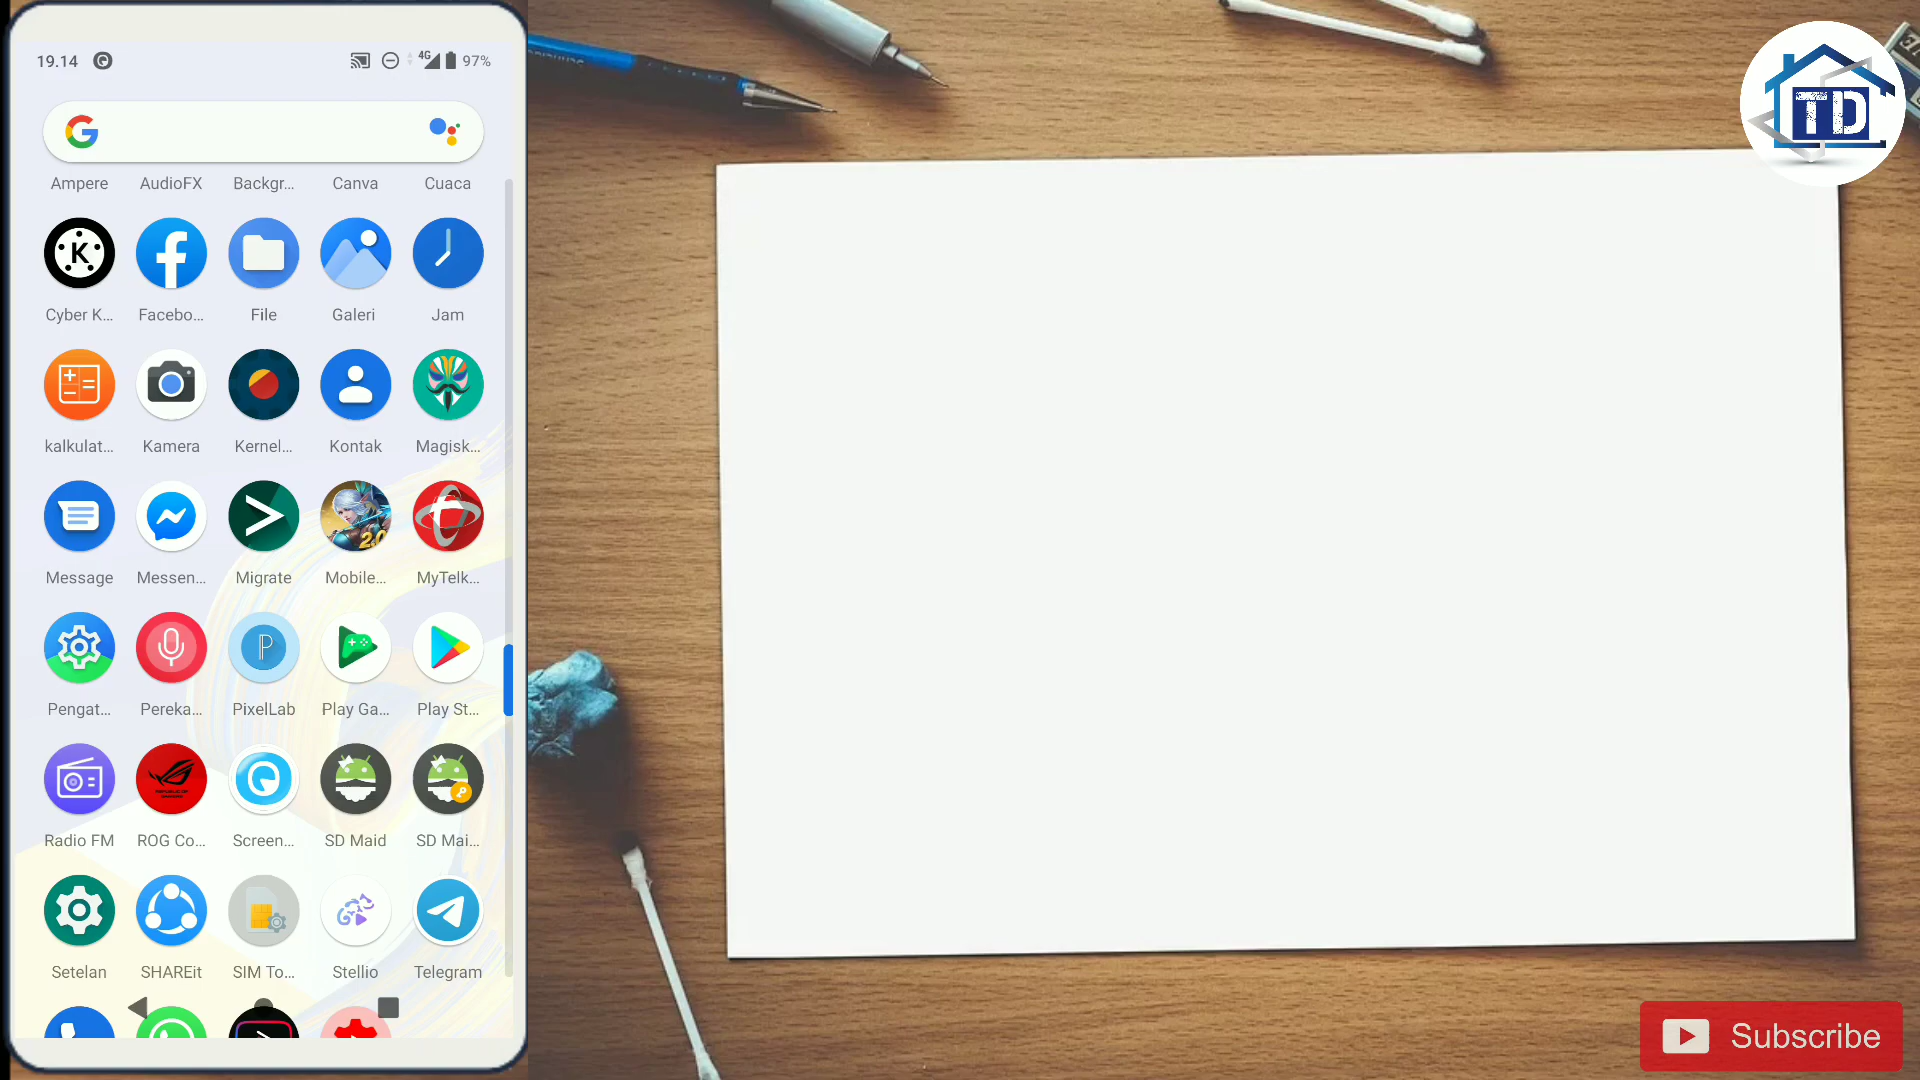 19.14
4G
97%
Ampere
AudioFX
Backgr...
Canva
Cuaca
K
Cyber K...
Facebo...
File
Galeri
Jam
kalkulat...
Kamera
Kernel...
Kontak
Magisk...
2.0
Message
Messen...
Migrate
Mobile...
MyTelk...
P
Pengat...
Pereka...
PixelLab
Play Ga...
Play St...
Radio FM
ROG Co...
Screen...
SD Maid
SD Mai...
Setelan
SHAREit
SIM To...
Stellio
Telegram
TD
Subscribe